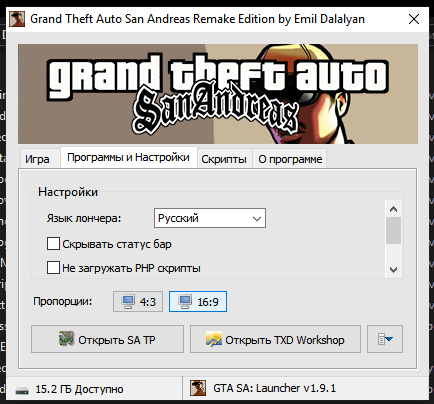 Grand Theft Auto San Andreas Remake Edition by Emil Dalalyan
grand theft auto
San Andreas
Игра
Программы и Настройки
Скрипты
О программе
Настройки
Язык лончера:
Русский
Скрывать статус бар
Не загружать PHP скрипты
Пропорции:
4:3
16:9
Открыть SA TP
Открыть TXD Workshop
15.2 ГБ Доступно
GTA SA: Launcher v1.9.1